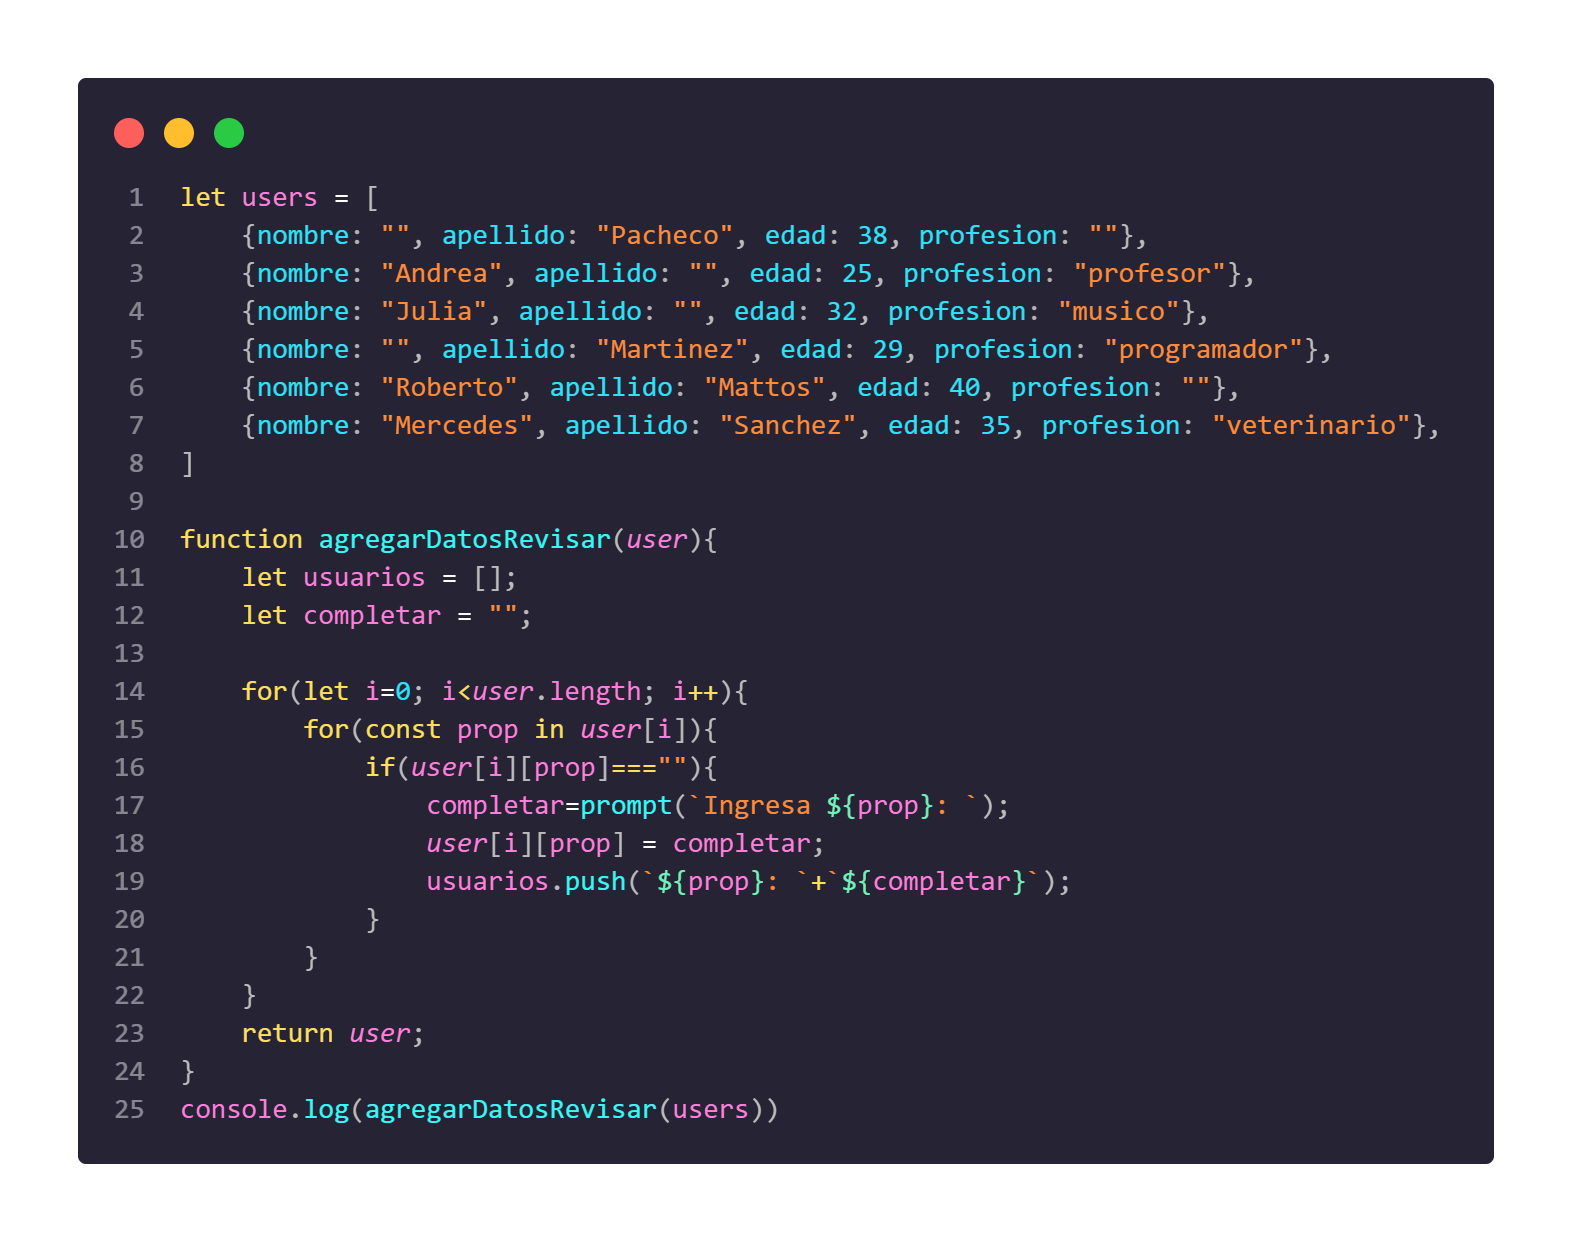 1 let users = [
2     {nombre: "", apellido: "Pacheco", edad: 38, profesion: ""},
3     {nombre: "Andrea", apellido: "", edad: 25, profesion: "profesor"},
4     {nombre: "Julia", apellido: "", edad: 32, profesion: "musico"},
5     {nombre: "", apellido: "Martinez", edad: 29, profesion: "programador"},
6     {nombre: "Roberto", apellido: "Mattos", edad: 40, profesion: ""},
7     {nombre: "Mercedes", apellido: "Sanchez", edad: 35, profesion: "veterinario"},
8 ]
9
10 function agregarDatosRevisar(user){
11     let usuarios = [];
12     let completar = "";
13
14     for(let i=0; i<user.length; i++){
15         for(const prop in user[i]){
16             if(user[i][prop]===""){
17                 completar=prompt(`Ingresa ${prop}: `);
18                 user[i][prop] = completar;
19                 usuarios.push(`${prop}: `+`${completar}`);
20             }
21         }
22     }
23     return user;
24 }
25 console.log(agregarDatosRevisar(users))